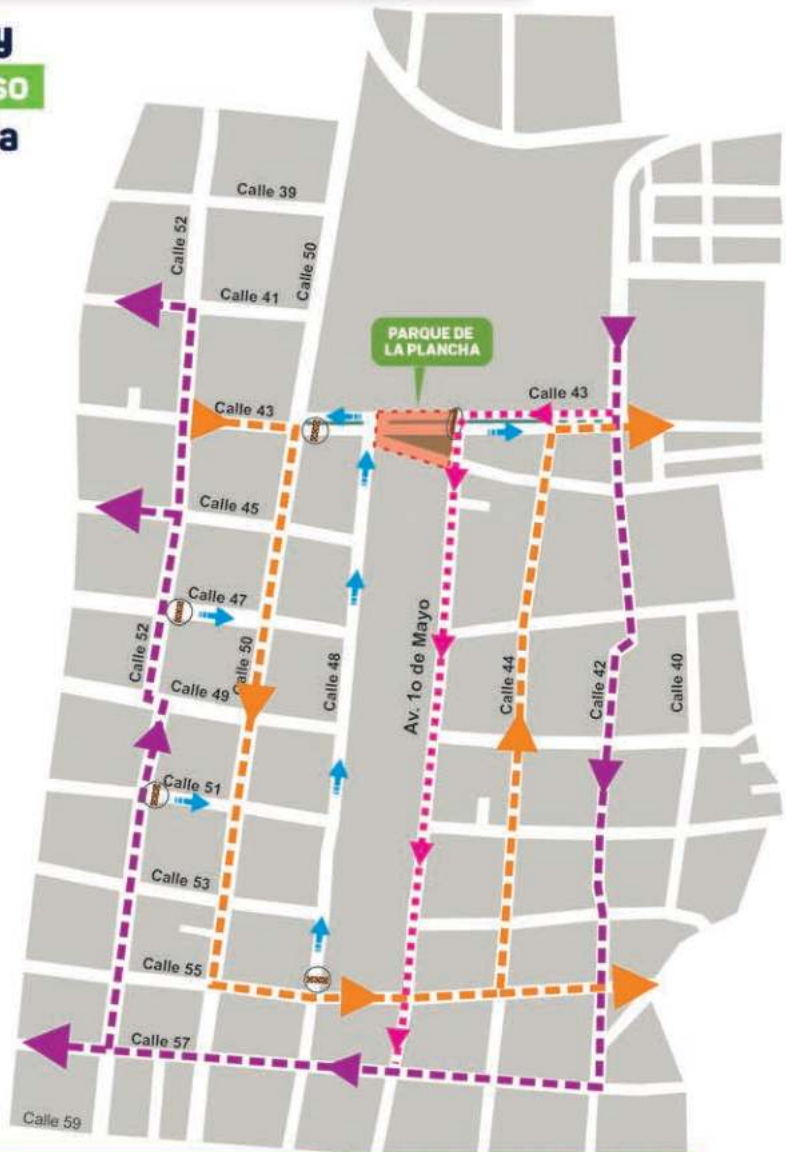 y
so
a
Calle 39
Calle 52
Calle 50
Calle 41
PARQUE DE
LA PLANCHA
Calle 43
Calle 43
Calle 45
Calle 47
Calle 52
Calle 50
Calle 48
Av. 1o de Mayo
Calle 44
Calle 42
Calle 40
Calle 49
Calle 51
Calle 53
Calle 55
Calle 57
Calle 59